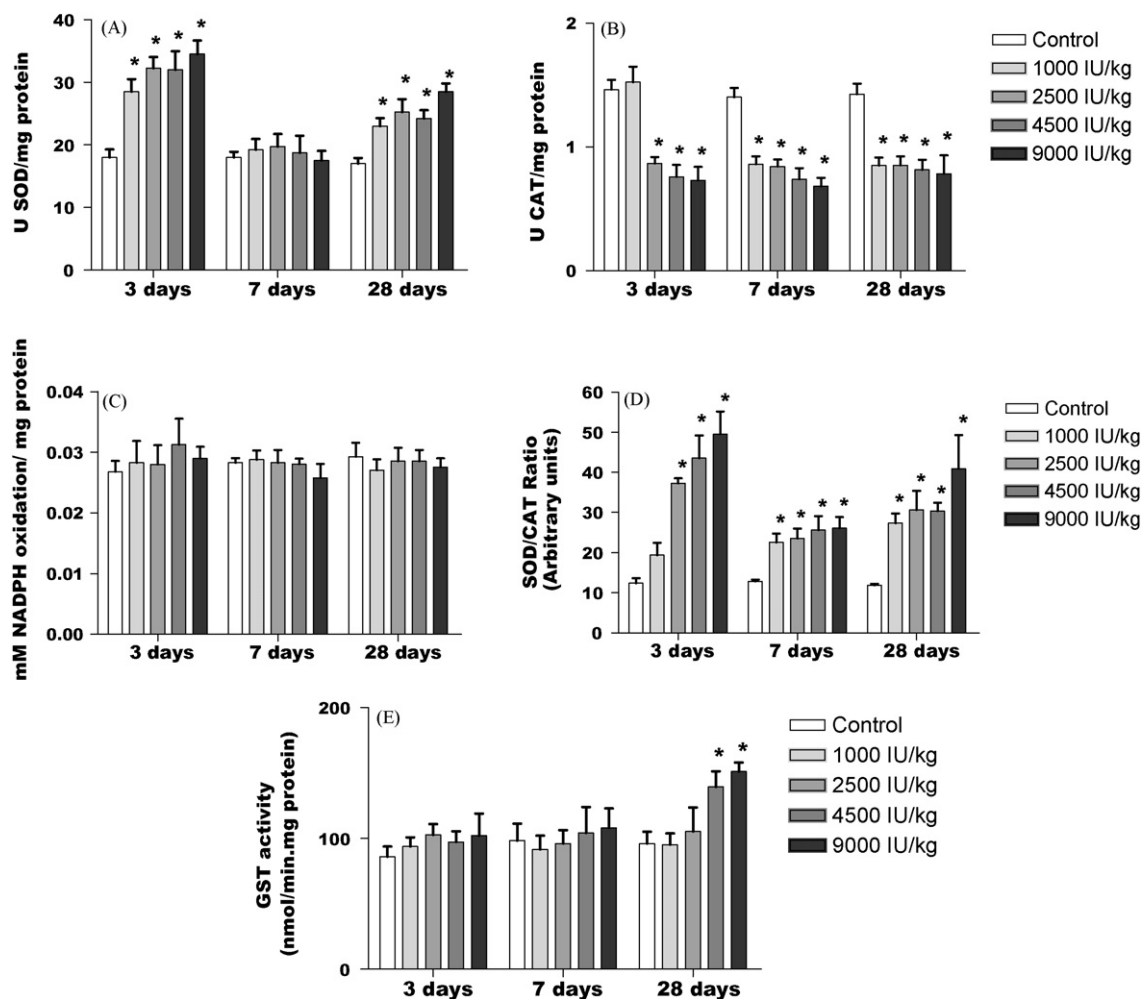 (A)
U SOD/mg protein
40
30
20
10
0
* * * * *
* * *
3 days 7 days 28 days
(B)
U CAT/mg protein
2
1
0
* * *
* * * *
* * * *
3 days 7 days 28 days
Control
1000 IU/kg
2500 IU/kg
4500 IU/kg
9000 IU/kg
(C)
mM NADPH oxidation/ mg protein
0.04
0.03
0.02
0.01
0.00
3 days 7 days 28 days
(D)
SOD/CAT Ratio
(Arbitrary units)
60
50
40
30
20
10
0
* * *
* * * *
* * * *
3 days 7 days 28 days
Control
1000 IU/kg
2500 IU/kg
4500 IU/kg
9000 IU/kg
(E)
GST activity
(nmol/min.mg protein)
200
100
0
* *
3 days 7 days 28 days
Control
1000 IU/kg
2500 IU/kg
4500 IU/kg
9000 IU/kg